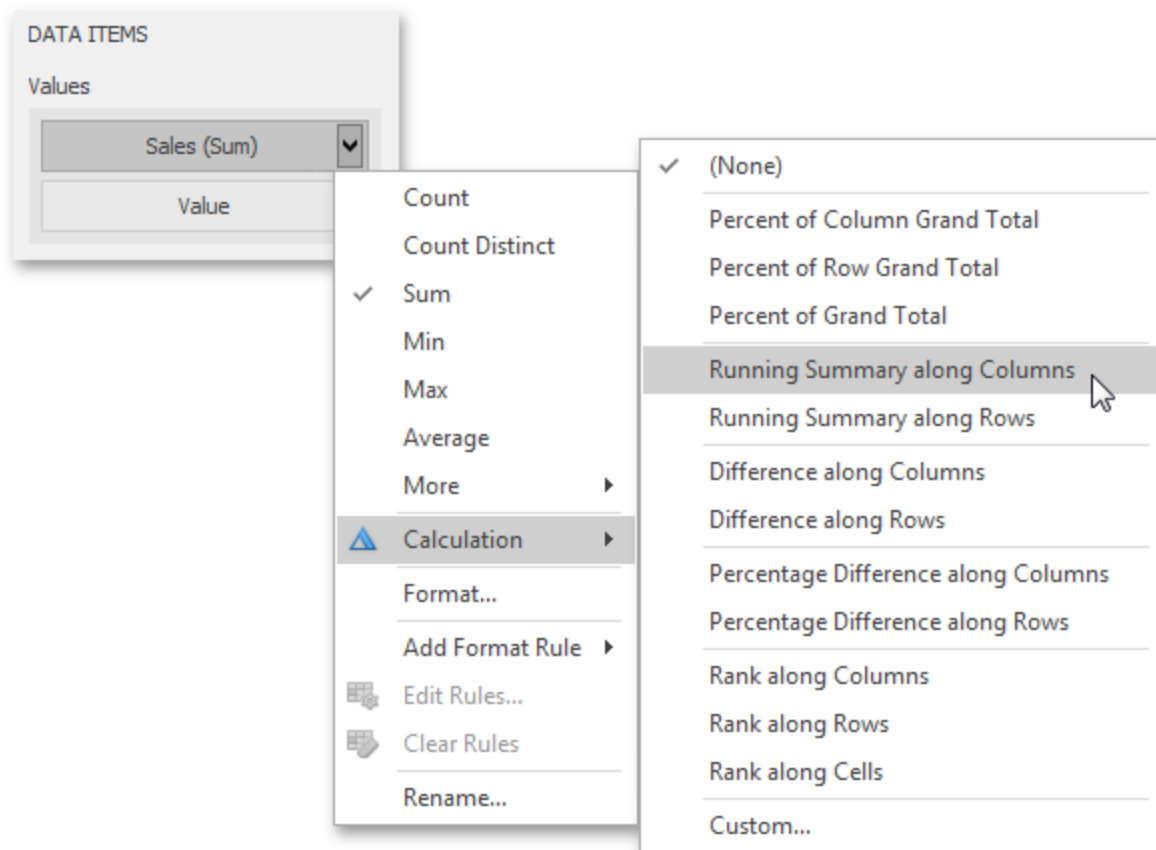 DATA ITEMS
Values
Sales (Sum)
Value
Count
Count Distinct
Sum
Min
Max
Average
More
Calculation
Format...
Add Format Rule
Edit Rules...
Clear Rules
Rename...
(None)
Percent of Column Grand Total
Percent of Row Grand Total
Percent of Grand Total
Running Summary along Columns
Running Summary along Rows
Difference along Columns
Difference along Rows
Percentage Difference along Columns
Percentage Difference along Rows
Rank along Columns
Rank along Rows
Rank along Cells
Custom...